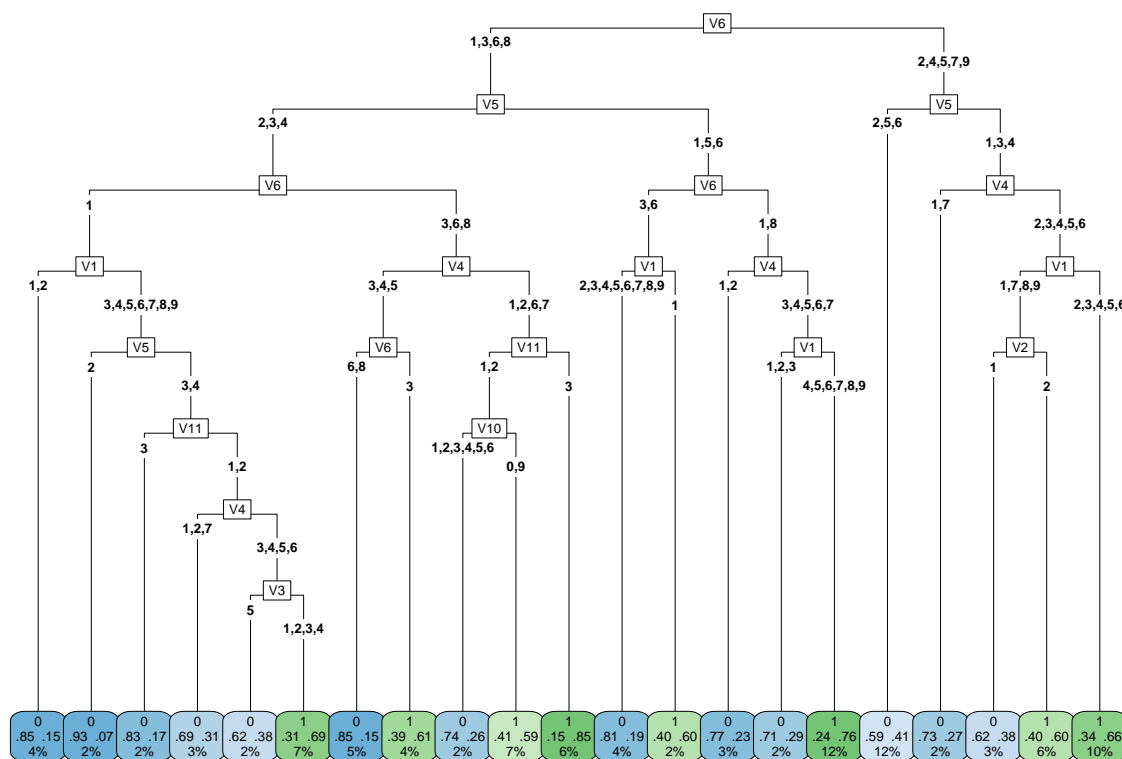 V6
1,3,6,8
2,4,5,7,9
V5
V5
2,3,4
2,5,6
1,5,6
1,3,4
V6
V6
V4
1
3,6
1,7
3,6,8
1,8
2,3,4,5,6
V1
V4
V1
V4
V1
1,2
3,4,5
2,3,4,5,6,7,8,9
1,2
1,7,8,9
3,4,5,6,7,8,9
1,2,6,7
1
3,4,5,6,7
2,3,4,5,6
V5
V6
V11
V1
V2
2
6,8
1,2
1,2,3
1
3,4
3
3
4,5,6,7,8,9
2
V11
V10
3
1,2,3,4,5,6
1,2
0,9
V4
1,2,7
3,4,5,6
V3
5
1,2,3,4
0 0 0 0 0 1 0 1 0 1 1 0 1 0 0 1 0 0 0 1 1
.85 .15 .93 .07 .83 .17 .69 .31 .62 .38 .31 .69 .85 .15 .39 .61 .74 .26 .41 .59 .15 .85 .81 .19 .40 .60 .77 .23 .71 .29 .24 .76 .59 .41 .73 .27 .62 .38 .40 .60 .34 .66
4% 2% 2% 3% 2% 7% 5% 4% 2% 7% 6% 4% 2% 3% 2% 12% 12% 2% 3% 6% 10%